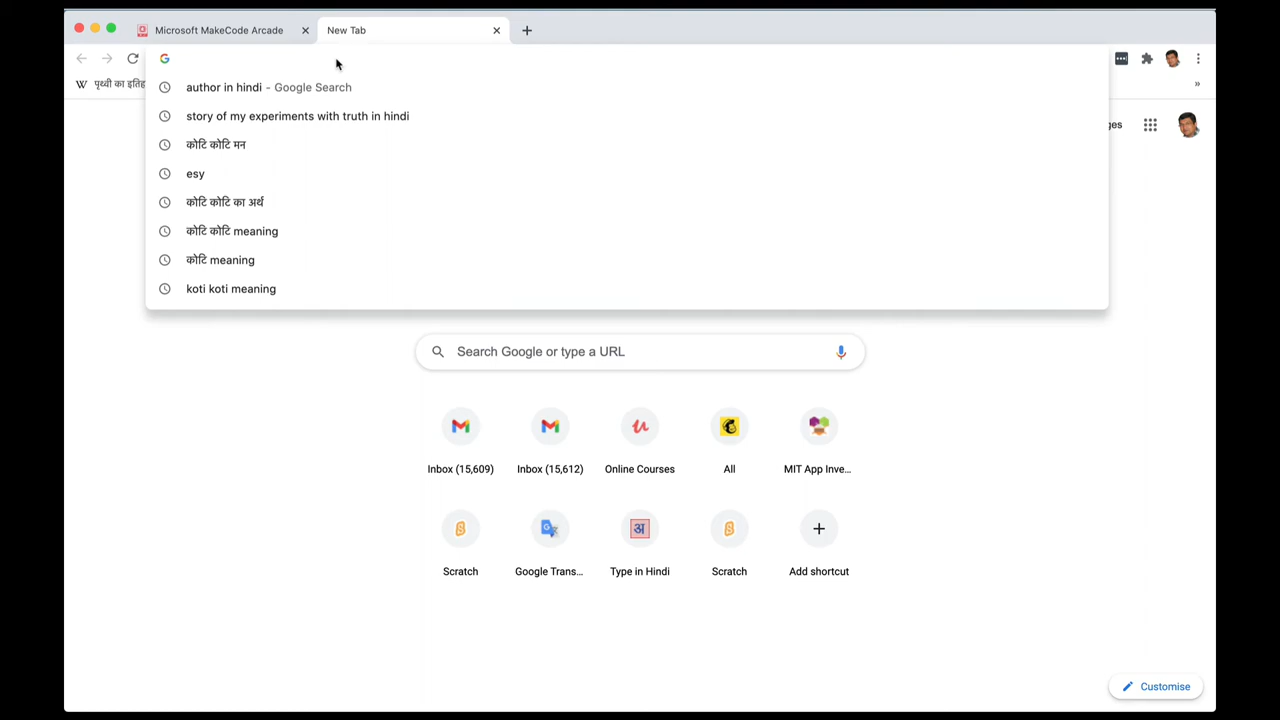 Microsoft MakeCode Arcade
New Tab
W पृथ्वी का इतिह
author in hindi - Google Search
story of my experiments with truth in hindi
कोटि कोटि मन
esy
कोटि कोटि का अर्थ
कोटि कोटि meaning
कोटि meaning
koti koti meaning
Search Google or type a URL
Inbox (15,609)
Inbox (15,612)
Online Courses
All
MIT App Inve...
Scratch
Google Trans...
अ
Type in Hindi
Scratch
Add shortcut
Customise